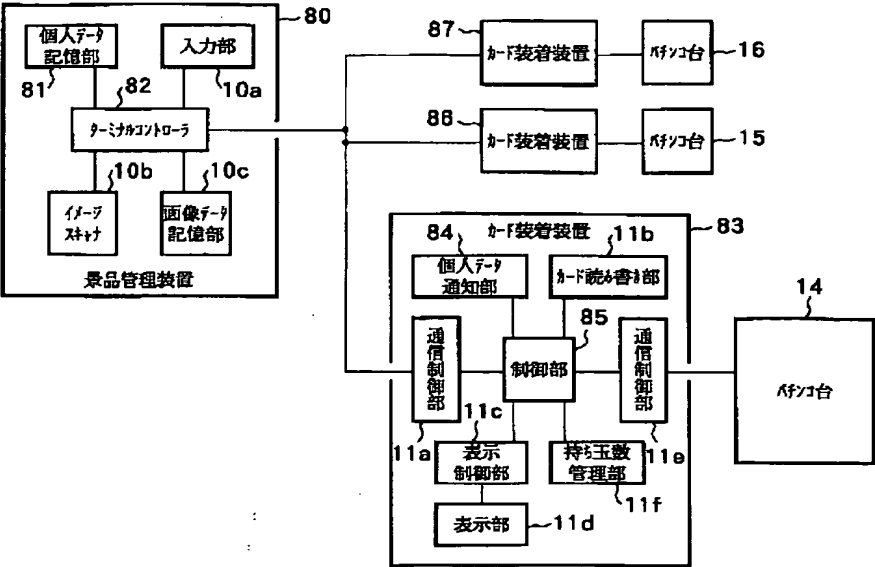 80
個人データ
記憶部
入力部
81
82
10a
ターミナルコントローラ
10b
10c
イメージ
スキャナ
画像データ
記憶部
景品管理装置
87
カード装着装置
パチンコ台
16
86
カード装着装置
パチンコ台
15
カード装着装置
83
84
11b
個人データ
通知部
カード読み書き部
85
通信制御部
制御部
通信制御部
14
パチンコ台
11a
11c
11e
表示
制御部
持ち玉数
管理部
11f
表示部
11d